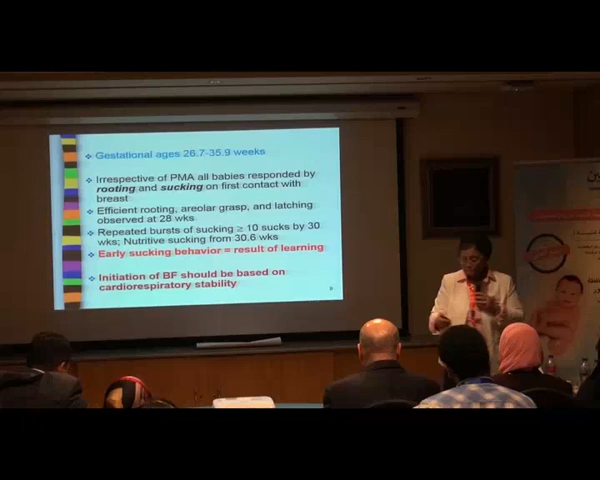 Gestational ages 26.7-35.9 weeks
Irrespective of PMA all babies responded by
rooting and sucking on first contact with
breast
Efficient rooting, areolar grasp, and latching
observed at 28 wks
Repeated bursts of sucking ≥ 10 sucks by 30
wks; Nutritive sucking from 30.6 wks
Early sucking behavior = result of learning
Initiation of BF should be based on
cardiorespiratory stability